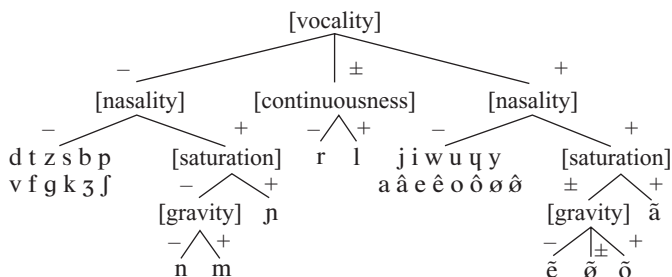 [vocality]
– ± +
[nasality] [continuousness] [nasality]
– + – + – +
d t z s b p [saturation] r l j i w u ɥ y [saturation]
v f ɡ k ʒ ʃ – + a â e ê o ô ø ø̂ ± +
[gravity] ɲ [gravity] ã
– + – ± +
n m ẽ ø̃ õ